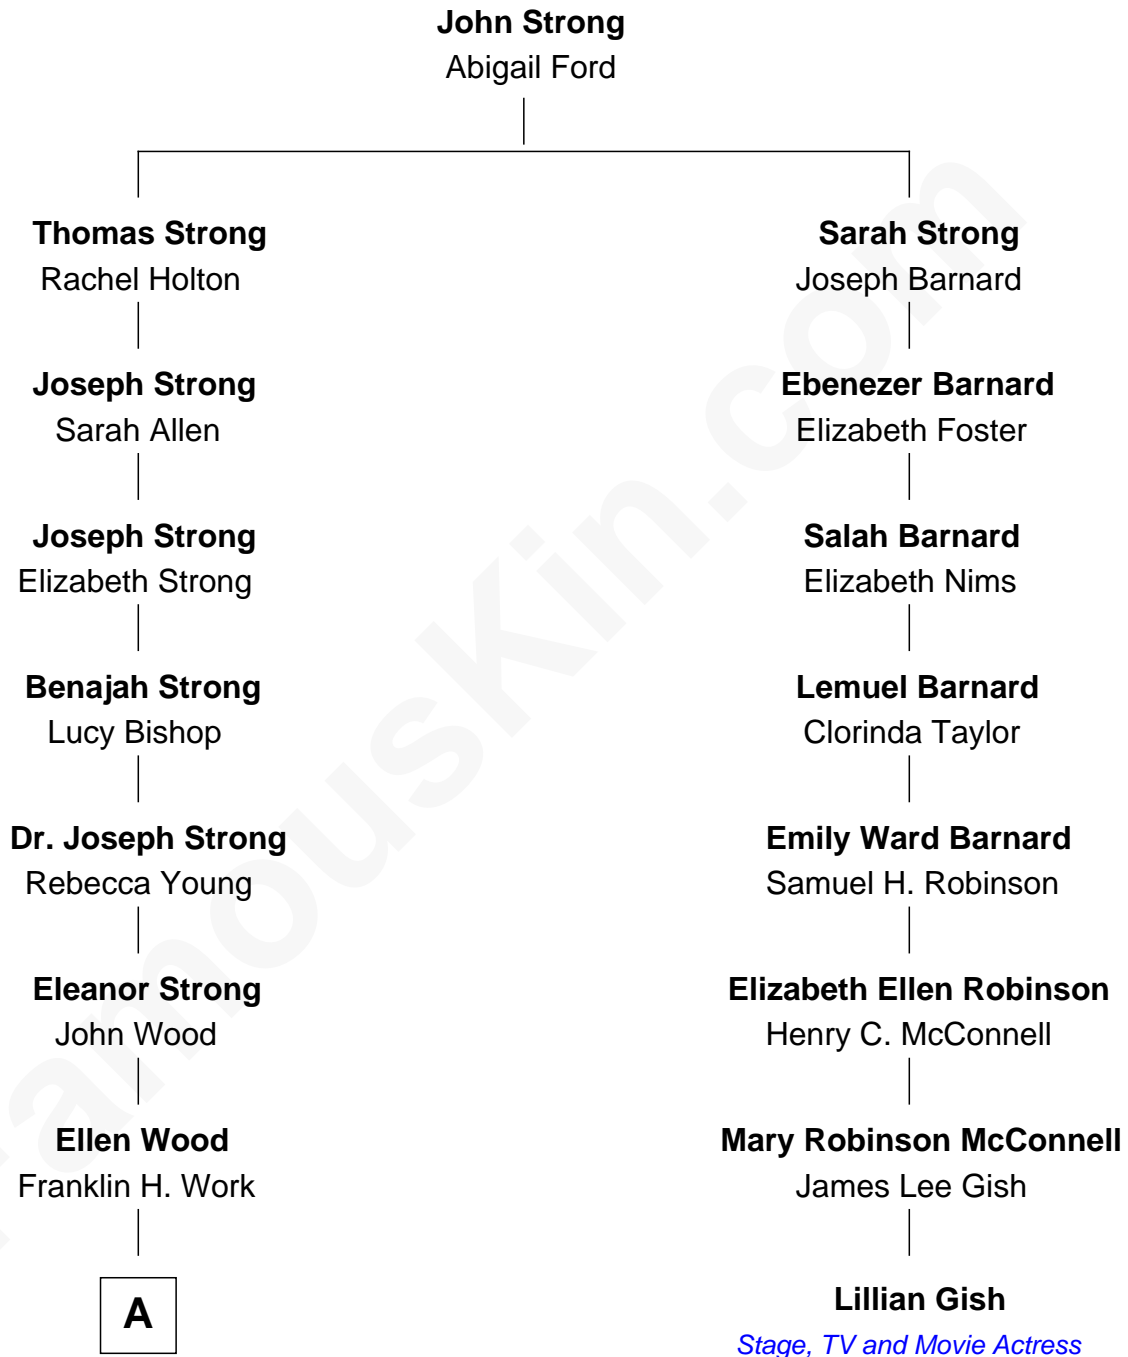 John Strong
Abigail Ford
Thomas Strong
Rachel Holton
Sarah Strong
Joseph Barnard
Joseph Strong
Sarah Allen
Ebenezer Barnard
Elizabeth Foster
Joseph Strong
Elizabeth Strong
Salah Barnard
Elizabeth Nims
Benajah Strong
Lucy Bishop
Lemuel Barnard
Clorinda Taylor
Dr. Joseph Strong
Rebecca Young
Emily Ward Barnard
Samuel H. Robinson
Eleanor Strong
John Wood
Elizabeth Ellen Robinson
Henry C. McConnell
Ellen Wood
Franklin H. Work
Mary Robinson McConnell
James Lee Gish
A
Lillian Gish
Stage, TV and Movie Actress
FamousKin.com